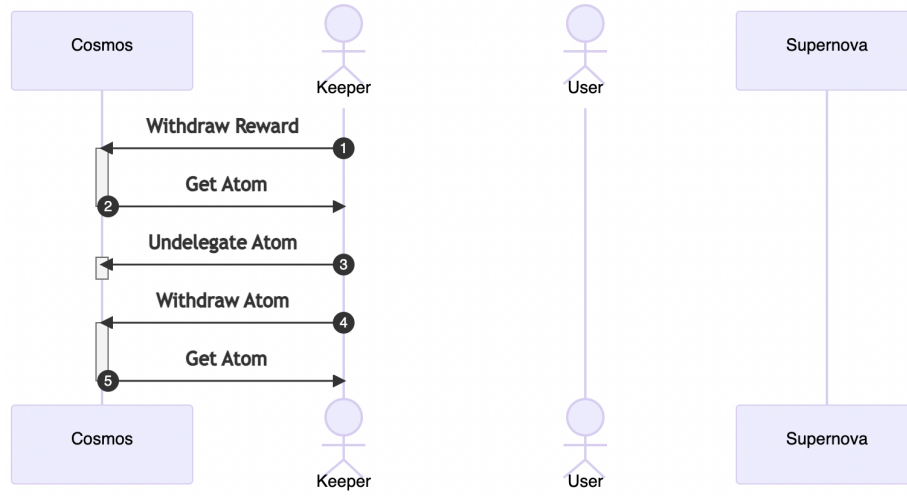 Cosmos
Keeper
User
Supernova
Withdraw Reward
1
Get Atom
2
Undelegate Atom
3
Withdraw Atom
4
Get Atom
5
Cosmos
Keeper
User
Supernova